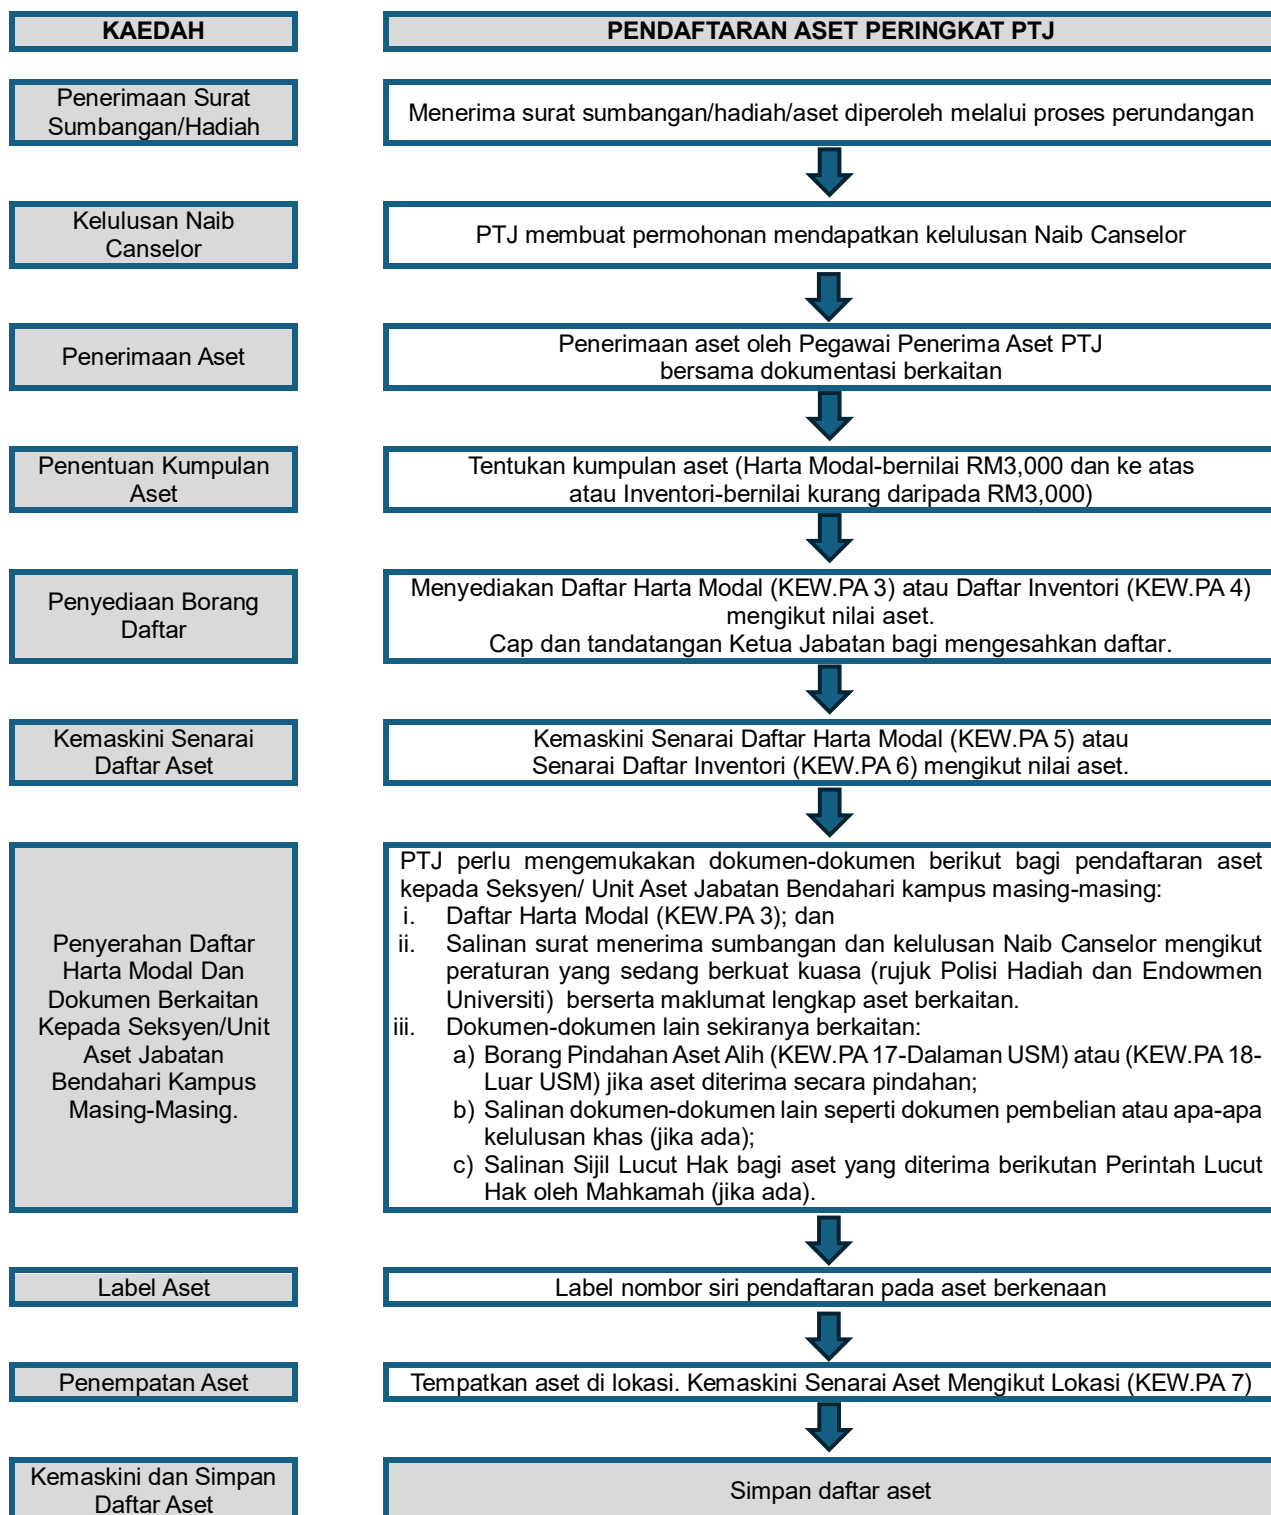 KAEDAH
PENDAFTARAN ASET PERINGKAT PTJ
Penerimaan Surat
Sumbangan/Hadiah
Menerima surat sumbangan/hadiah/aset diperoleh melalui proses perundangan
Kelulusan Naib
Canselor
PTJ membuat permohonan mendapatkan kelulusan Naib Canselor
Penerimaan Aset
Penerimaan aset oleh Pegawai Penerima Aset PTJ
bersama dokumentasi berkaitan
Penentuan Kumpulan
Aset
Tentukan kumpulan aset (Harta Modal-bernilai RM3,000 dan ke atas
atau Inventori-bernilai kurang daripada RM3,000)
Penyediaan Borang
Daftar
Menyediakan Daftar Harta Modal (KEW.PA 3) atau Daftar Inventori (KEW.PA 4)
mengikut nilai aset.
Cap dan tandatangan Ketua Jabatan bagi mengesahkan daftar.
Kemaskini Senarai
Daftar Aset
Kemaskini Senarai Daftar Harta Modal (KEW.PA 5) atau
Senarai Daftar Inventori (KEW.PA 6) mengikut nilai aset.
Penyerahan Daftar
Harta Modal Dan
Dokumen Berkaitan
Kepada Seksyen/Unit
Aset Jabatan
Bendahari Kampus
Masing-Masing.
PTJ perlu mengemukakan dokumen-dokumen berikut bagi pendaftaran aset
kepada Seksyen/ Unit Aset Jabatan Bendahari kampus masing-masing:
i. Daftar Harta Modal (KEW.PA 3); dan
ii. Salinan surat menerima sumbangan dan kelulusan Naib Canselor mengikut
peraturan yang sedang berkuat kuasa (rujuk Polisi Hadiah dan Endowmen
Universiti) berserta maklumat lengkap aset berkaitan.
iii. Dokumen-dokumen lain sekiranya berkaitan:
a) Borang Pindahan Aset Alih (KEW.PA 17-Dalaman USM) atau (KEW.PA 18-
Luar USM) jika aset diterima secara pindahan;
b) Salinan dokumen-dokumen lain seperti dokumen pembelian atau apa-apa
kelulusan khas (jika ada);
c) Salinan Sijil Lucut Hak bagi aset yang diterima berikutan Perintah Lucut
Hak oleh Mahkamah (jika ada).
Label Aset
Label nombor siri pendaftaran pada aset berkenaan
Penempatan Aset
Tempatkan aset di lokasi. Kemaskini Senarai Aset Mengikut Lokasi (KEW.PA 7)
Kemaskini dan Simpan
Daftar Aset
Simpan daftar aset